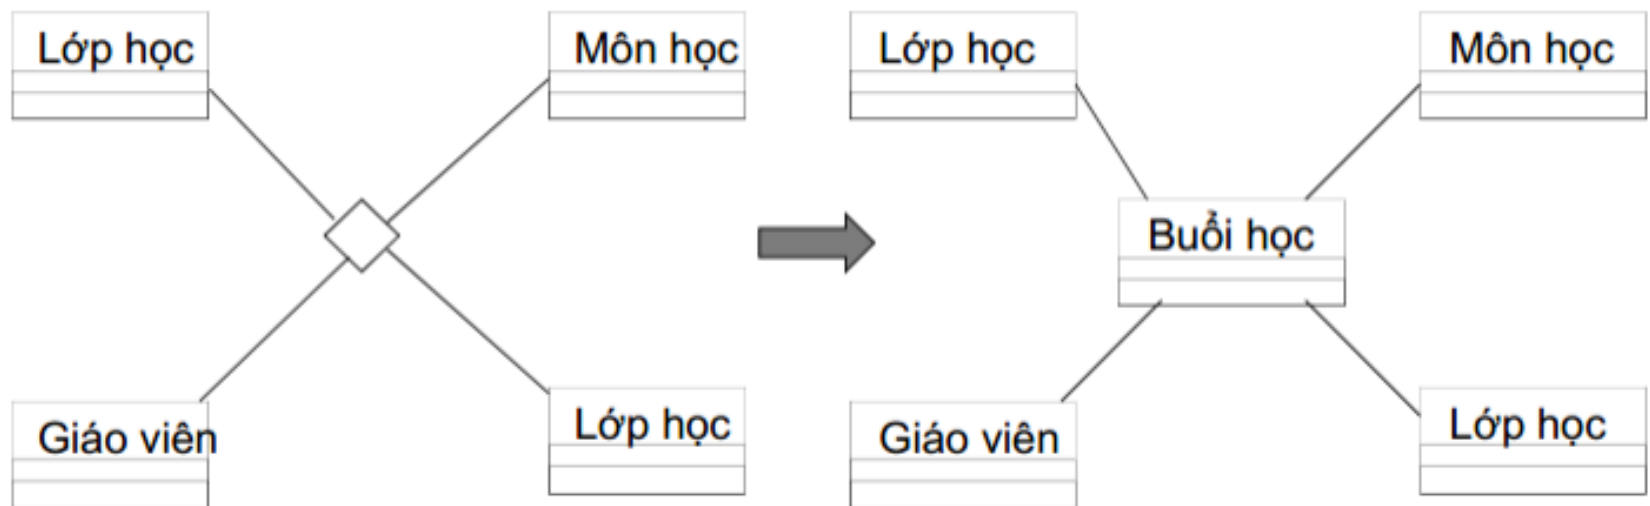 Lớp học
Môn học
Giáo viên
Lớp học
Lớp học
Môn học
Buổi học
Giáo viên
Lớp học